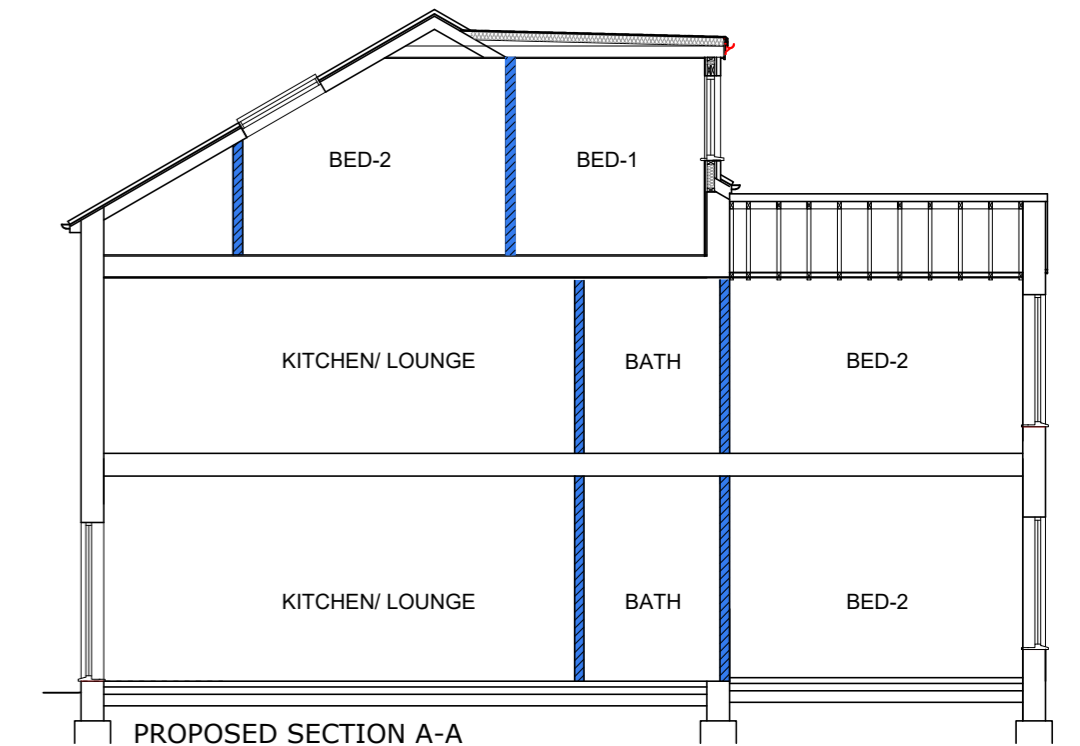 BED-2
BED-1
KITCHEN/ LOUNGE
BATH
BED-2
KITCHEN/ LOUNGE
BATH
BED-2
PROPOSED SECTION A-A